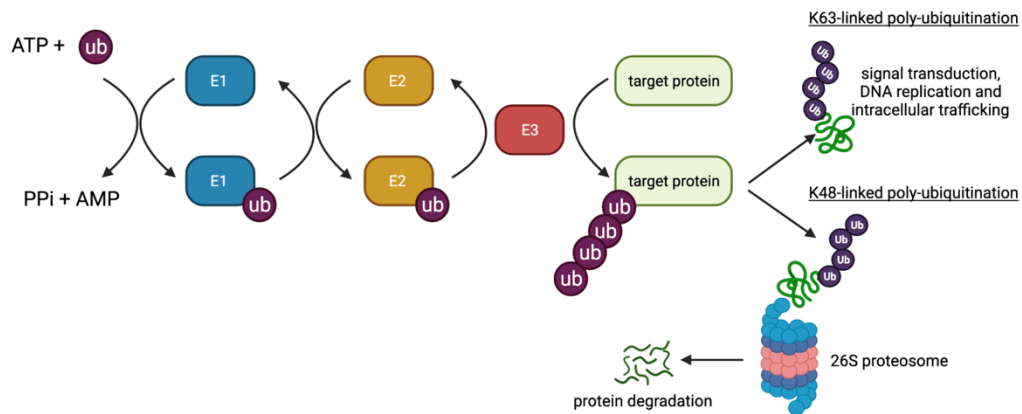 ATP +
ub
E1
E2
E3
target protein
PPi + AMP
E1
ub
E2
ub
target protein
ub
ub
ub
ub
K63-linked poly-ubiquitination
Ub
Ub
Ub
Ub
signal transduction,
DNA replication and
intracellular trafficking
K48-linked poly-ubiquitination
Ub
Ub
Ub
Ub
26S proteosome
protein degradation